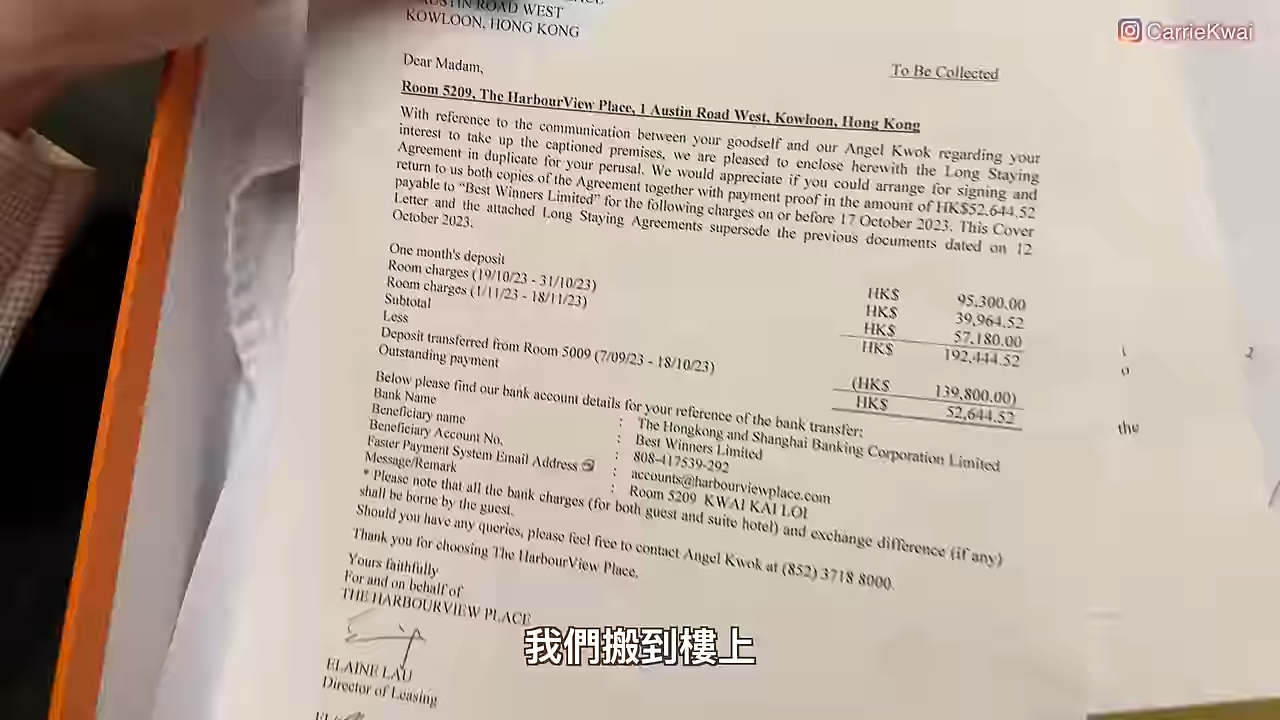 CarrieKwai
AUSTIN ROAD WEST
KOWLOON, HONG KONG
To Be Collected
Dear Madam,
Room 5209, The HarbourView Place, 1 Austin Road West, Kowloon, Hong Kong
With reference to the communication between your goodself and our Angel Kwok regarding your
interest to take up the captioned premises, we are pleased to enclose herewith the Long Staying
Agreement in duplicate for your perusal. We would appreciate if you could arrange for signing and
return to us both copies of the Agreement together with payment proof in the amount of HK$52,644.52
payable to "Best Winners Limited" for the following charges on or before 17 October 2023. This Cover
Letter and the attached Long Staying Agreements supersede the previous documents dated on 12
October 2023.
One month's deposit HK$ 95,300.00
Room charges (19/10/23 - 31/10/23) HK$ 39,964.52
Room charges (1/11/23 - 18/11/23) HK$ 57,180.00
Subtotal HK$ 192,444.52
Less
Deposit transferred from Room 5009 (7/09/23 - 18/10/23) (HK$ 139,800.00)
Outstanding payment HK$ 52,644.52
Below please find our bank account details for your reference of the bank transfer:
Bank Name : The Hongkong and Shanghai Banking Corporation Limited
Beneficiary name : Best Winners Limited
Beneficiary Account No. : 808-417539-292
Faster Payment System Email Address : accounts@harbourviewplace.com
Message/Remark : Room 5209 KWAI KAI LOI
* Please note that all the bank charges (for both guest and suite hotel) and exchange difference (if any)
shall be borne by the guest.
Should you have any queries, please feel free to contact Angel Kwok at (852) 3718 8000.
Thank you for choosing The HarbourView Place.
Yours faithfully
For and on behalf of
THE HARBOURVIEW PLACE
ELAINE LAU
Director of Leasing
the
我們搬到樓上